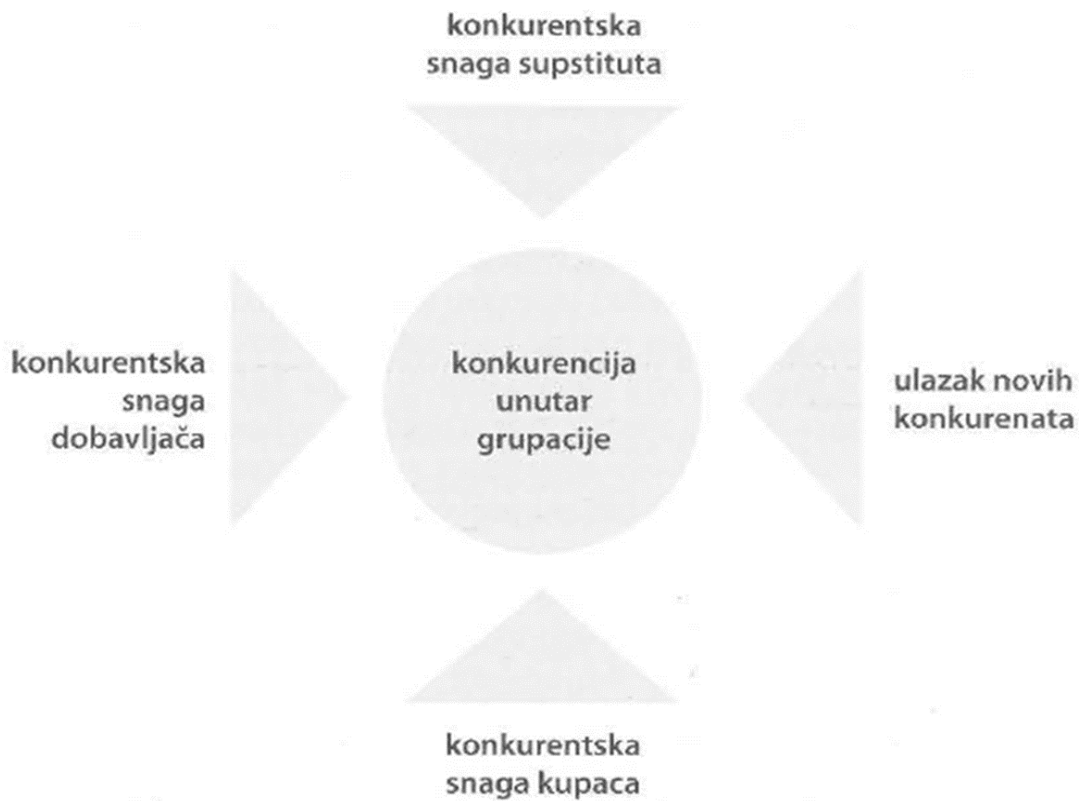 konkurentska
snaga supstituta
konkurentska
snaga
dobavljača
konkurencija
unutar
grupacije
ulazak novih
konkurenata
konkurentska
snaga kupaca